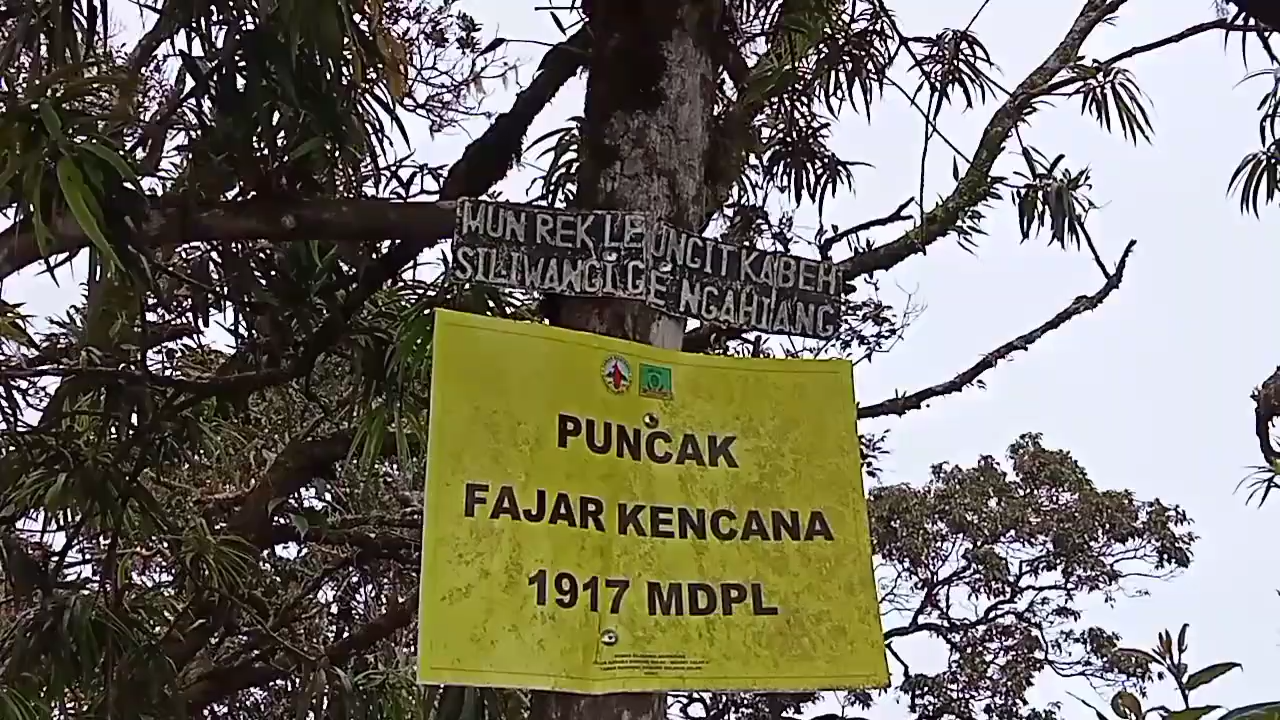 MUN REK LEUNCIT KABEH
SILIWANGI GE NGAHIANG
PUNCAK
FAJAR KENCANA
1917 MDPL